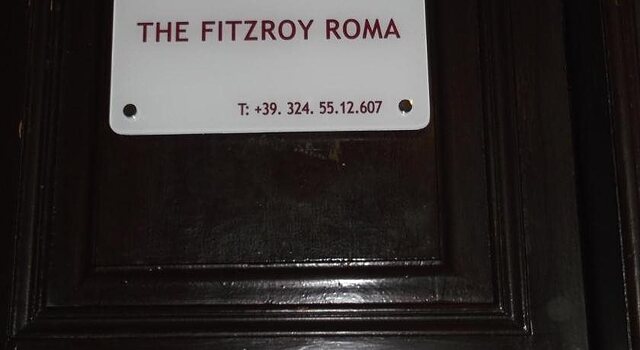 THE FITZROY ROMA
T: +39. 324. 55.12.607